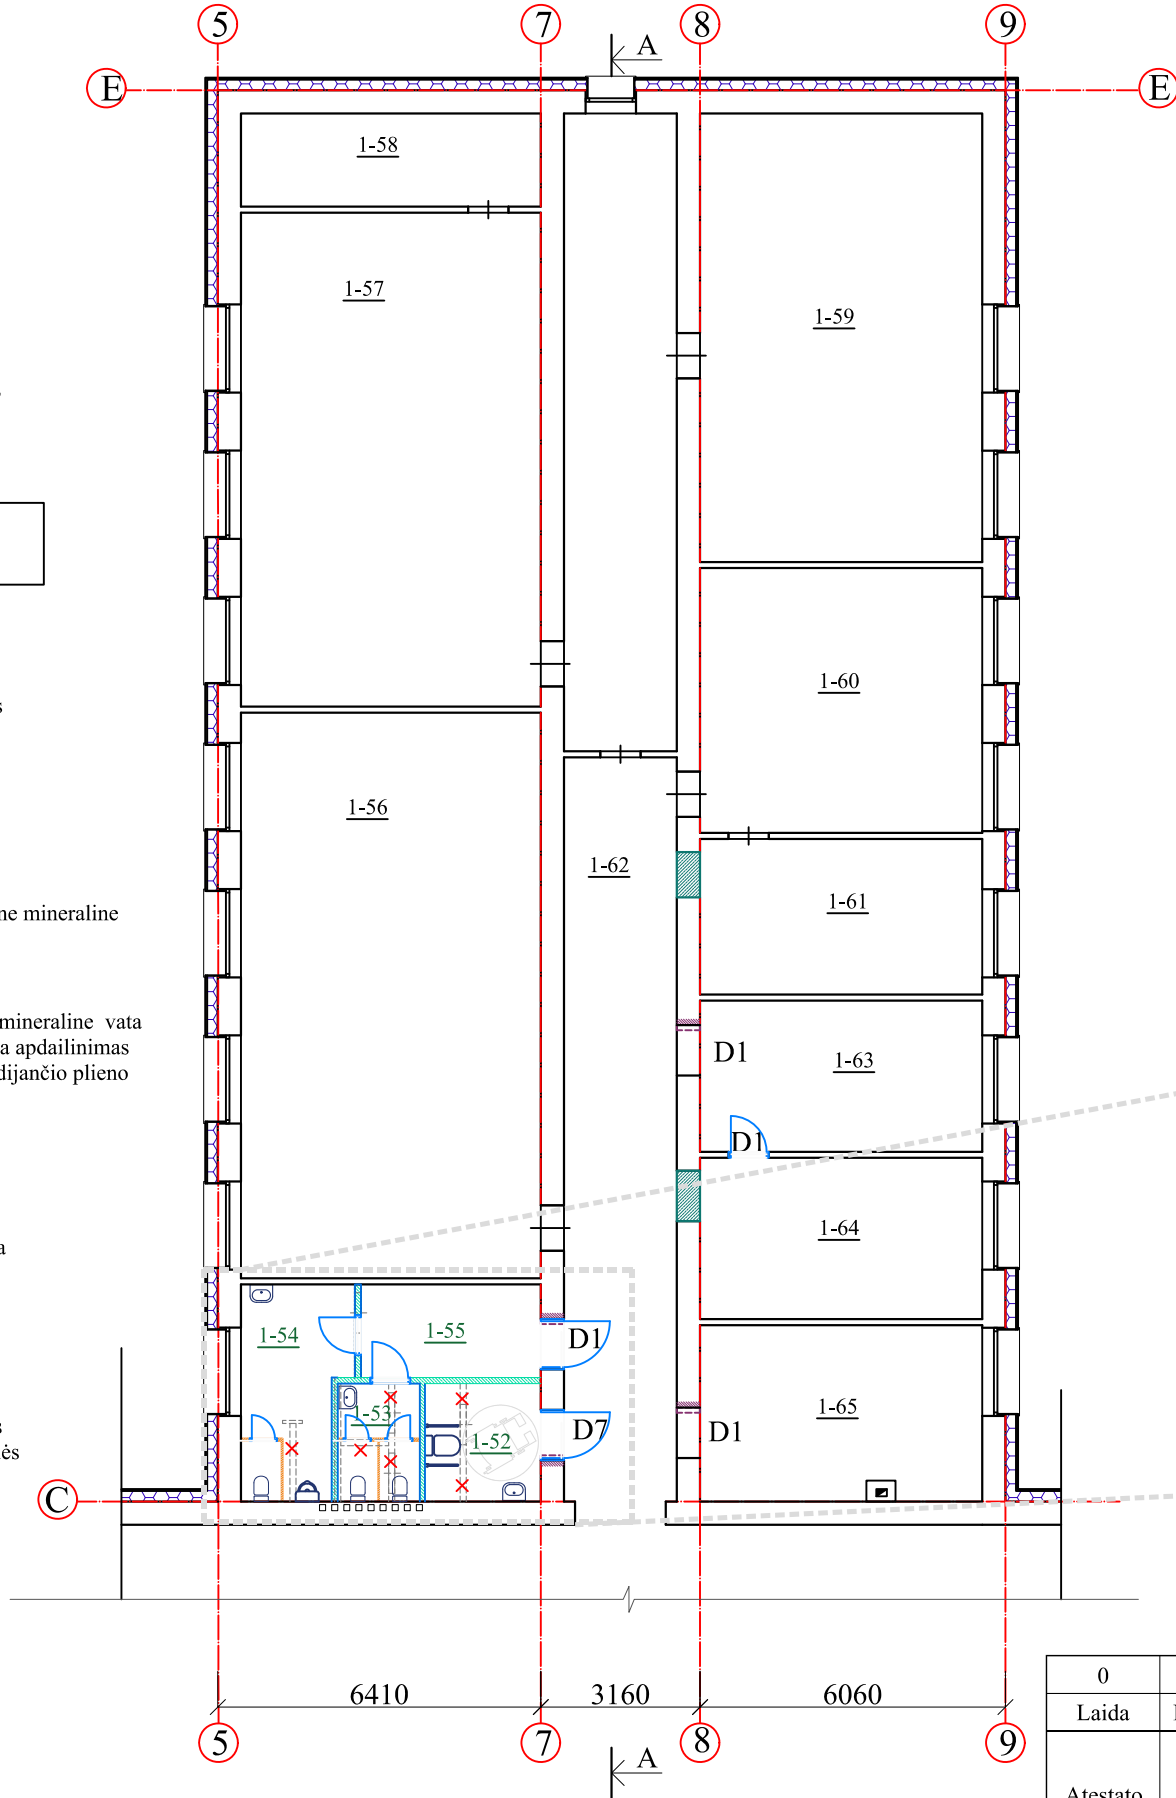 5 7 8 9
A
E E
1-58
1-57
1-59
s
1-60
1-56
1-62
1-61
ne mineraline
mineraline vata
a apdailinimas
dijančio plieno
D1
1-63
D1
1-64
a
1-54
1-55
D1
1-53
1-52
D7
1-65
D1
s
ės
C
6410 3160 6060
5 7 8 9
A
0
Laida
Atestato